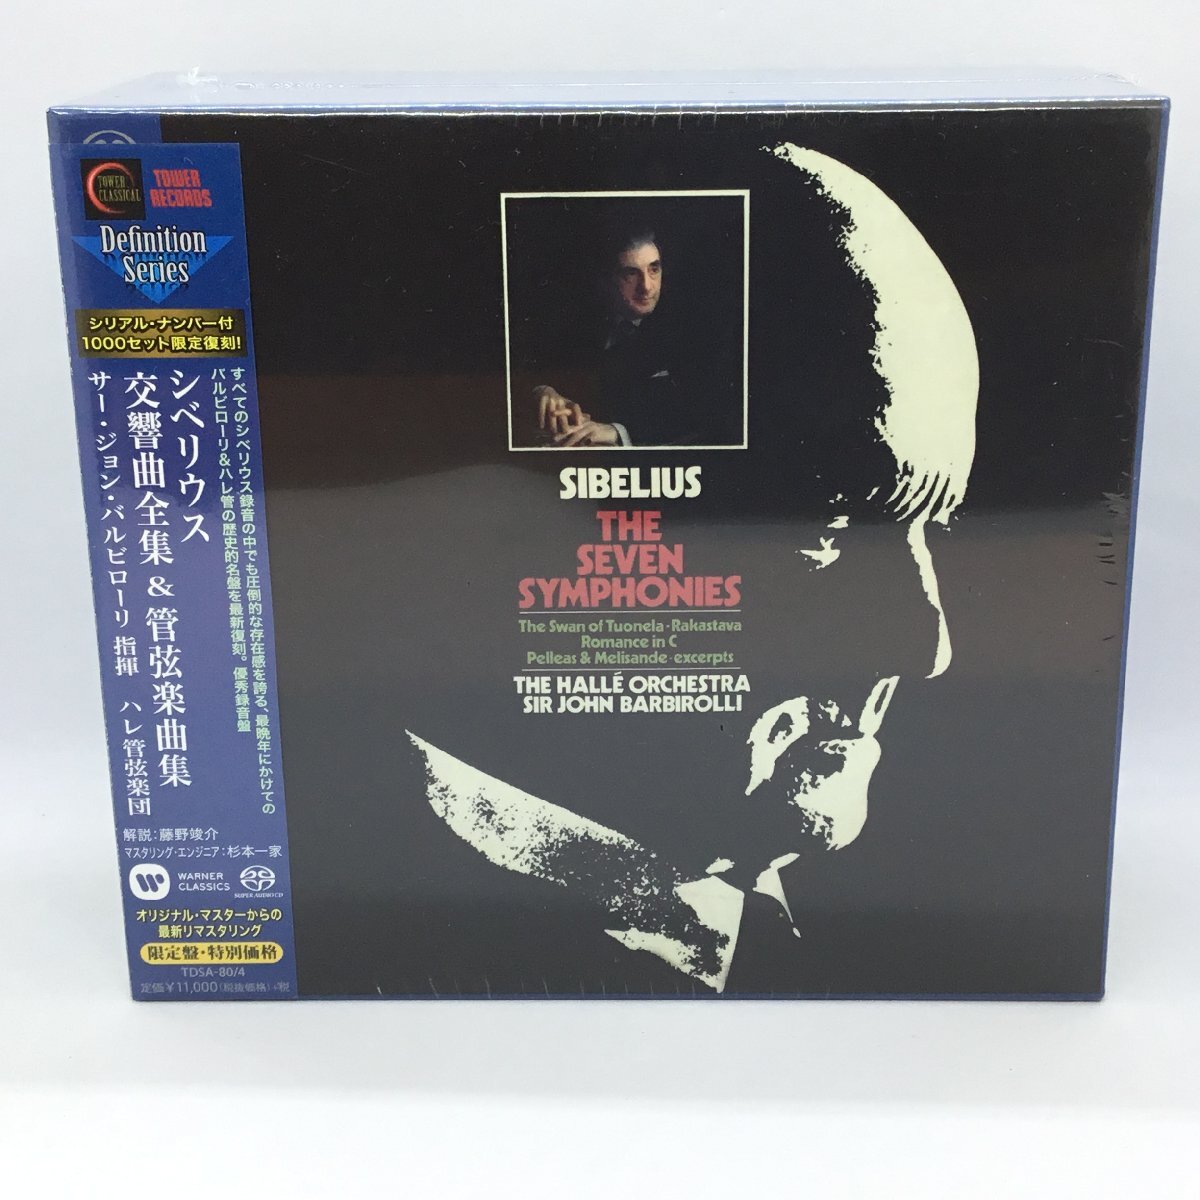 TOWER
CLASSICAL
TOWER
RECORDS
Definition
Series
シリアル・ナンバー付
1000セット限定復刻!
すべてのシベリウス録音の中でも圧倒的な存在感を誇る、最晩年にかけての
バルビローリ&ハレ管の歴史的名盤を最新復刻。優秀録音盤
シベリウス
交響曲全集 & 管弦楽曲集
サー・ジョン・バルビローリ 指揮 ハレ管弦楽団
解説:藤野竣介
マスタリング・エンジニア:杉本一家
WARNER
CLASSICS
SUPER AUDIO CD
オリジナル・マスターからの
最新リマスタリング
限定盤・特別価格
TDSA-80/4
定価¥11,000(税抜価格)+税
SIBELIUS
THE
SEVEN
SYMPHONIES
The Swan of Tuonela·Rakastava
Romance in C
Pelleas & Melisande·excerpts
THE HALLÉ ORCHESTRA
SIR JOHN BARBIROLLI